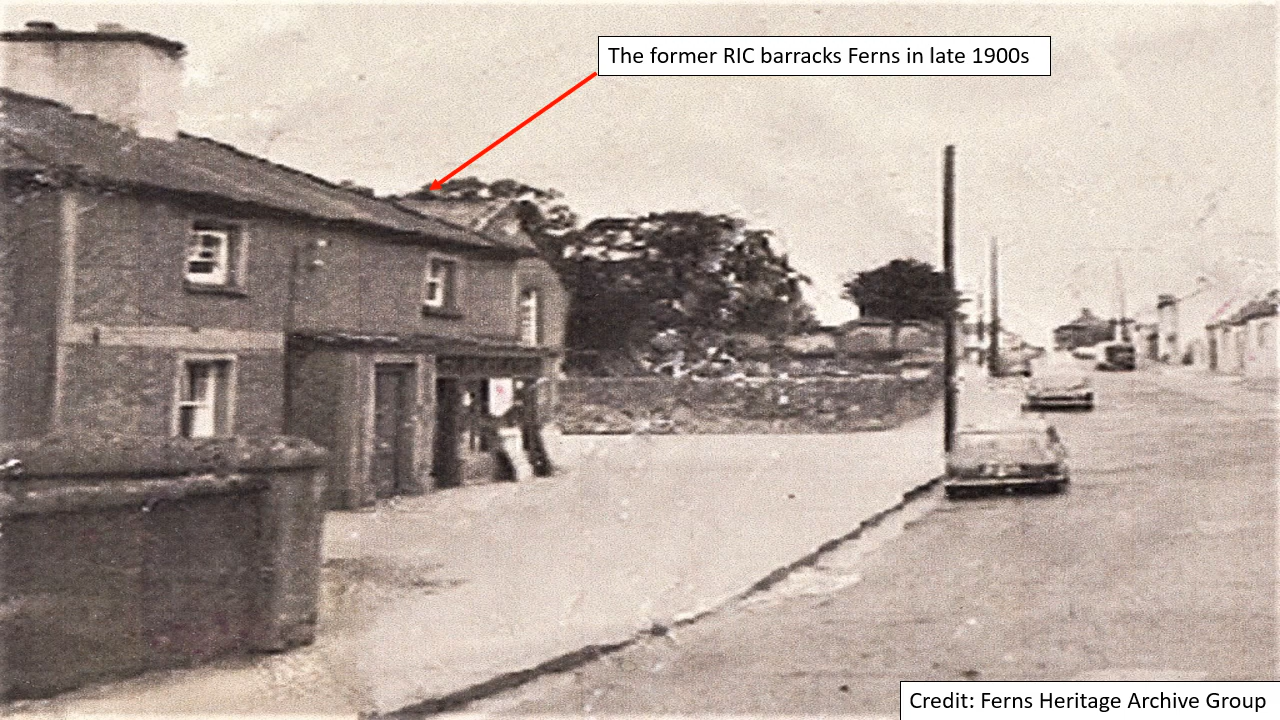 The former RIC barracks Ferns in late 1900s
Credit: Ferns Heritage Archive Group